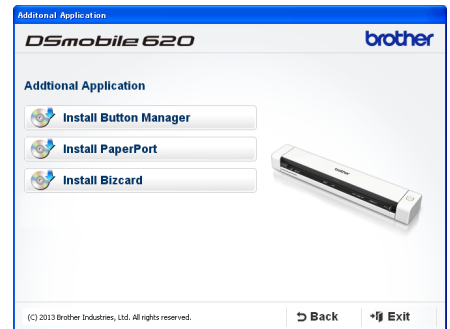 Additonal Application
DSmobile 620
brother
Addtional Application
Install Button Manager
Install PaperPort
Install Bizcard
brother
(C) 2013 Brother Industries, Ltd. All rights reserved.
Back
Exit